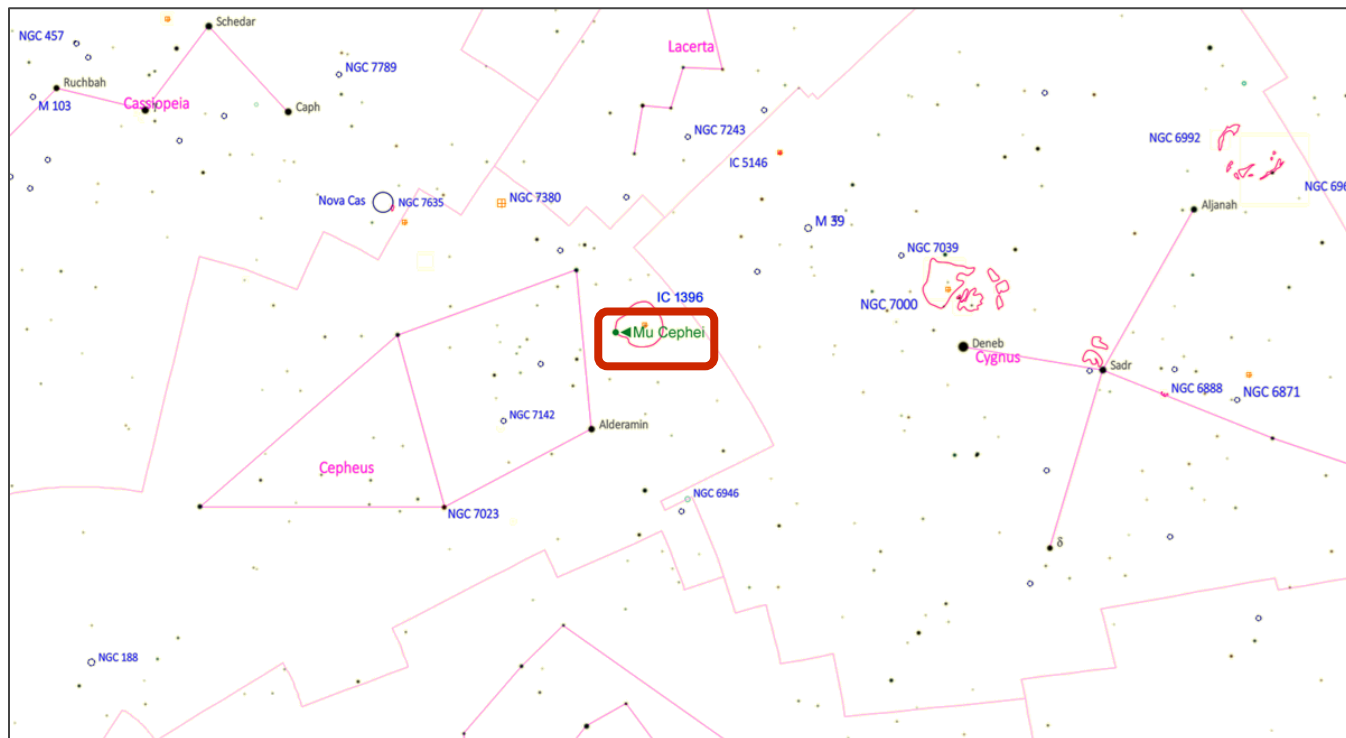 Schedar
NGC 457
Lacerta
NGC 7789
Ruchbah
M 103
Cassiopeia
Caph
NGC 7243
NGC 6992
IC 5146
NGC 696
Nova Cas
NGC 7635
NGC 7380
Aljanah
M 39
NGC 7039
IC 1396
NGC 7000
Mu Cephei
Deneb
Cygnus
Sadr
NGC 6888
NGC 6871
NGC 7142
Alderamin
Cepheus
NGC 6946
NGC 7023
δ
NGC 188